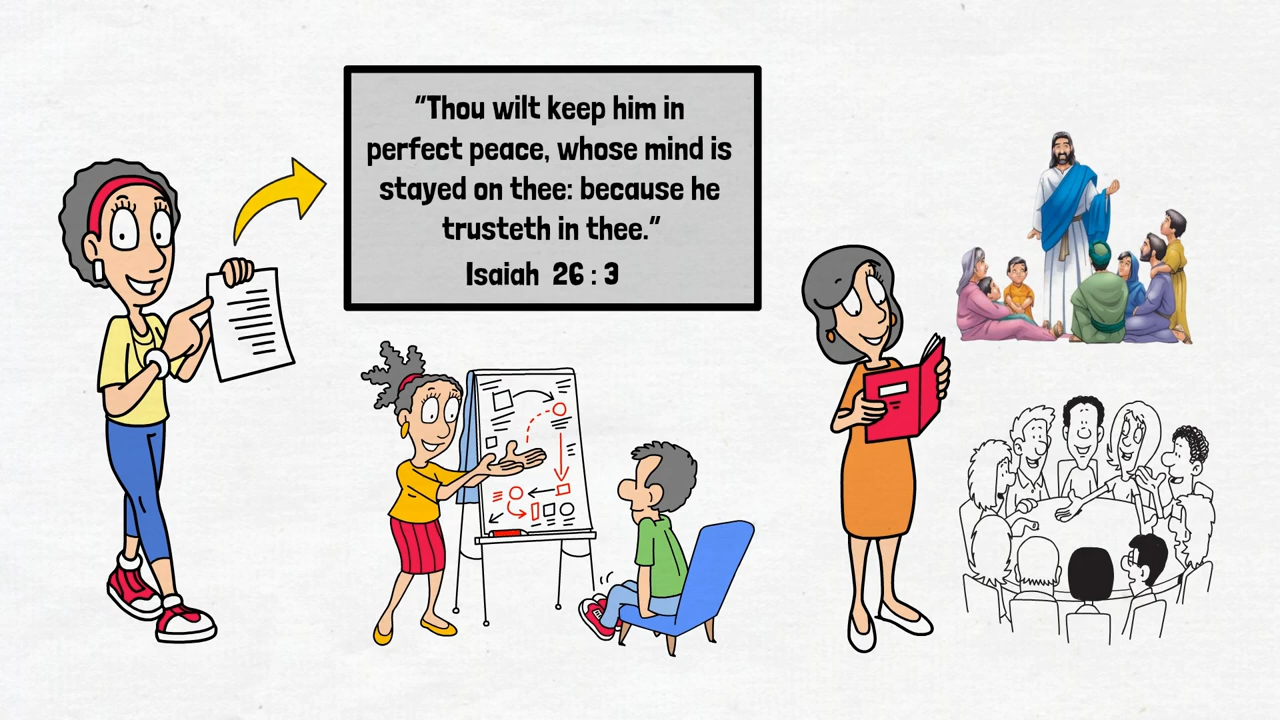 “Thou wilt keep him in
perfect peace, whose mind is
stayed on thee: because he
trusteth in thee.”
Isaiah 26 : 3